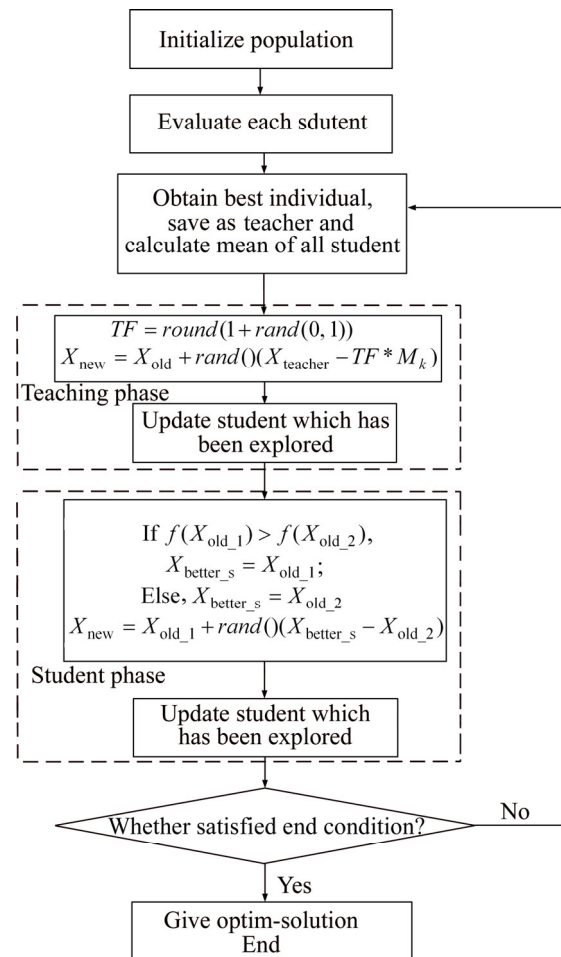 Initialize population
Evaluate each sdutent
Obtain best individual,
save as teacher and
calculate mean of all student
TF = round(1+rand(0,1))
X_new = X_old + rand()(X_teacher − TF * M_k)
Teaching phase
Update student which has
been explored
If f(X_old_1) > f(X_old_2),
X_better_s = X_old_1;
Else, X_better_s = X_old_2
X_new = X_old_1 + rand()(X_better_s − X_old_2)
Student phase
Update student which
has been explored
Whether satisfied end condition?
No
Yes
Give optim-solution
End